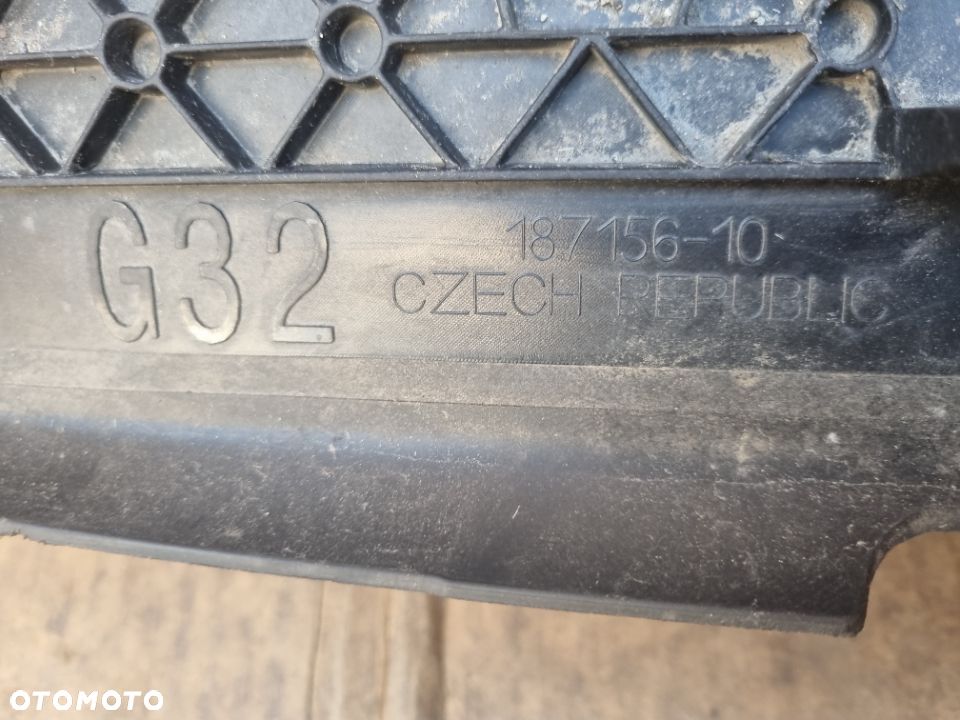 G32
187156-10
CZECH REPUBLIC
OTOMOTO